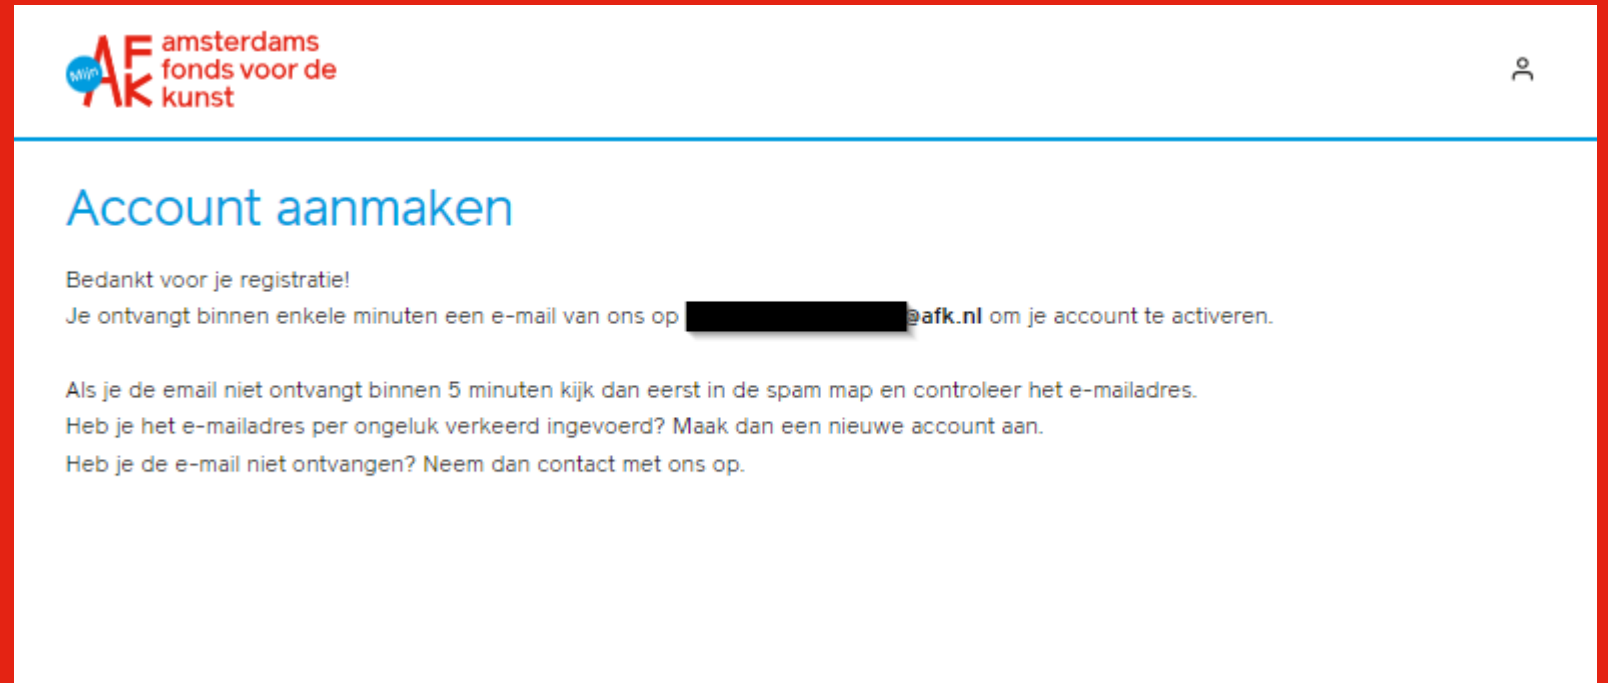 Mijn
AFK
amsterdams
fonds voor de
kunst
Account aanmaken
Bedankt voor je registratie!
Je ontvangt binnen enkele minuten een e-mail van ons op @afk.nl om je account te activeren.
Als je de email niet ontvangt binnen 5 minuten kijk dan eerst in de spam map en controleer het e-mailadres.
Heb je het e-mailadres per ongeluk verkeerd ingevoerd? Maak dan een nieuwe account aan.
Heb je de e-mail niet ontvangen? Neem dan contact met ons op.